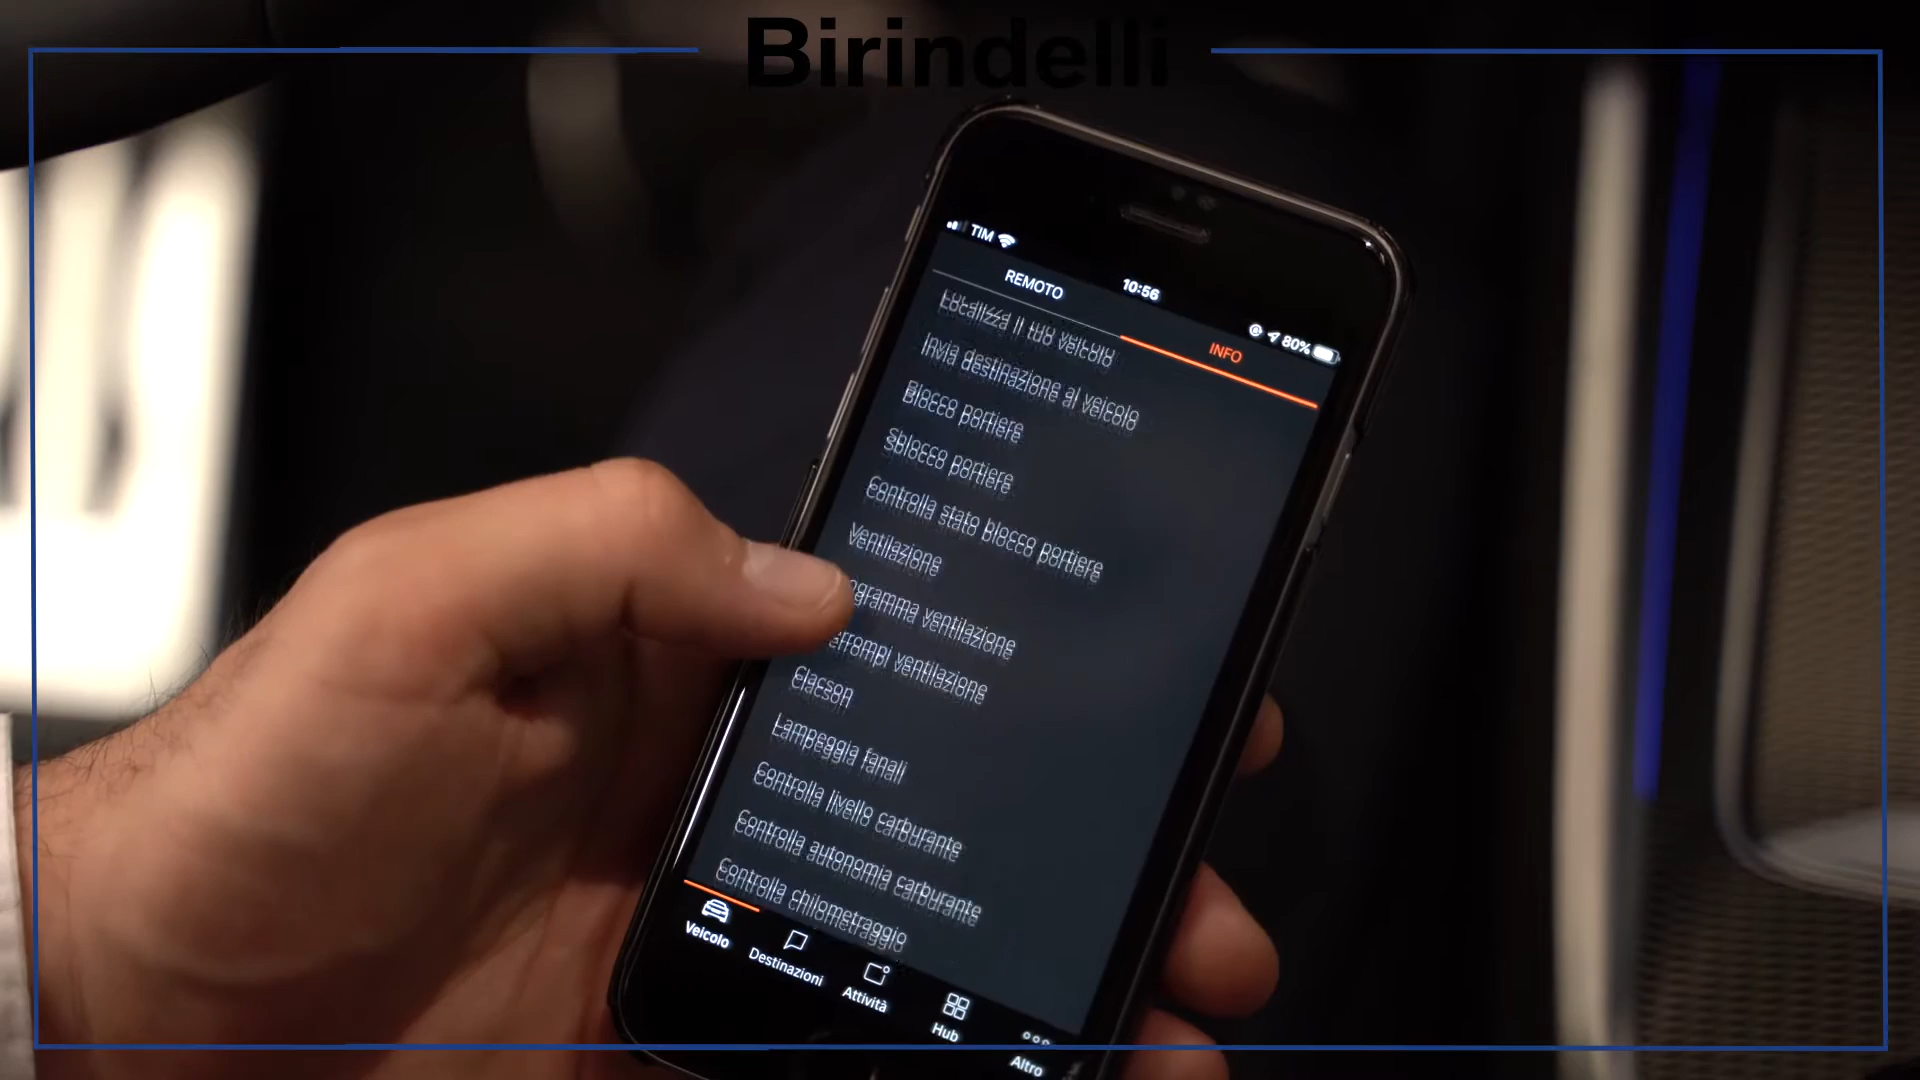 Birindelli
TIM
10:56
80%
REMOTO
INFO
Localizza il tuo veicolo
Invia destinazione al veicolo
Blocco portiere
Sblocco portiere
Controlla stato blocco portiere
Ventilazione
ogramma ventilazione
errompi ventilazione
Clacson
Lampeggia fanali
Controlla livello carburante
Controlla autonomia carburante
Controlla chilometraggio
Veicolo
Destinazioni
Attività
Hub
Altro